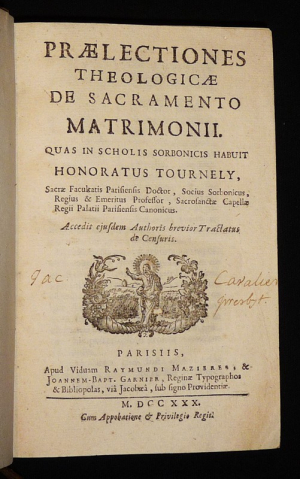 PRÆLECTIONES
THEOLOGICÆ
DE SACRAMENTO
MATRIMONII.
QUAS IN SCHOLIS SORBONICIS HABUIT
HONORATUS TOURNELY,
Sacræ Facultatis Parisiensis Doctor, Socius Sorbonicus,
Regius & Emeritus Professor, Sacrosanctæ Capellæ
Regii Palatii Parisiensis Canonicus.
Accedit ejusdem Authoris brevior Tractatus
de Censuris.
Jac
Cavalier
PARISIIS,
Apud Viduam RAYMUNDI MAZIERES, &
JOANNEM-BAPT. GARNIER, Reginæ Typographos
& Bibliopolas, viâ Jacobæâ, sub signo Providentiæ.
M. DCC XXX.
Cum Approbatione & Privilegio Regis.